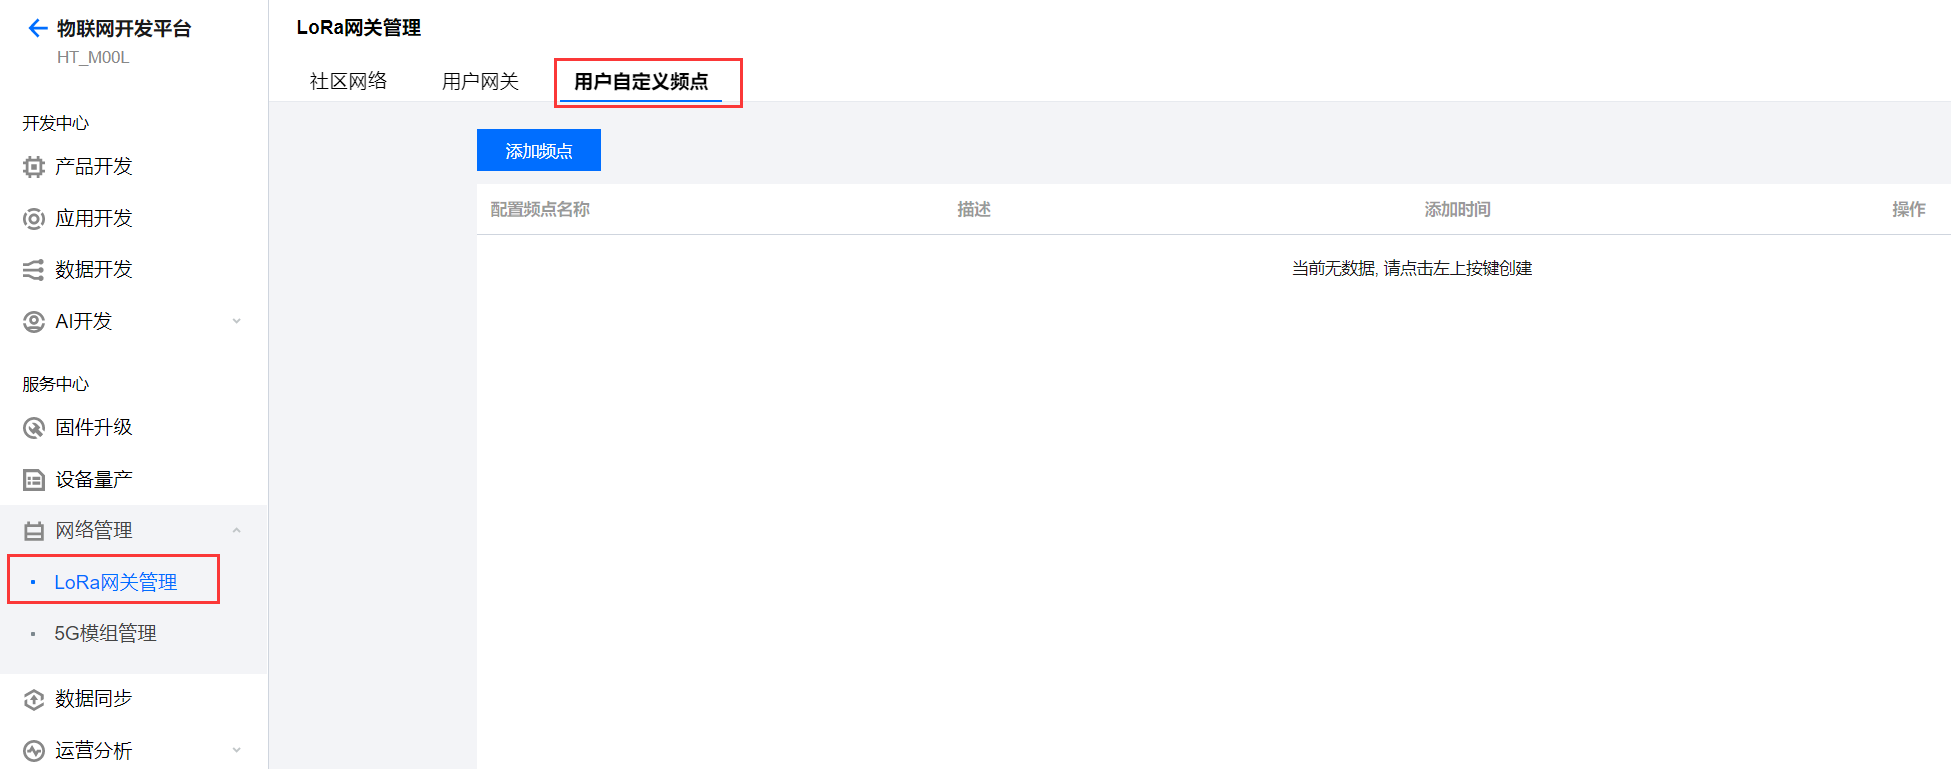 物联网开发平台
HT_M00L
开发中心
产品开发
应用开发
数据开发
AI开发
服务中心
固件升级
设备量产
网络管理
LoRa网关管理
5G模组管理
数据同步
运营分析
LoRa网关管理
社区网络 用户网关 用户自定义频点
添加频点
配置频点名称 描述 添加时间 操作
当前无数据, 请点击左上按键创建